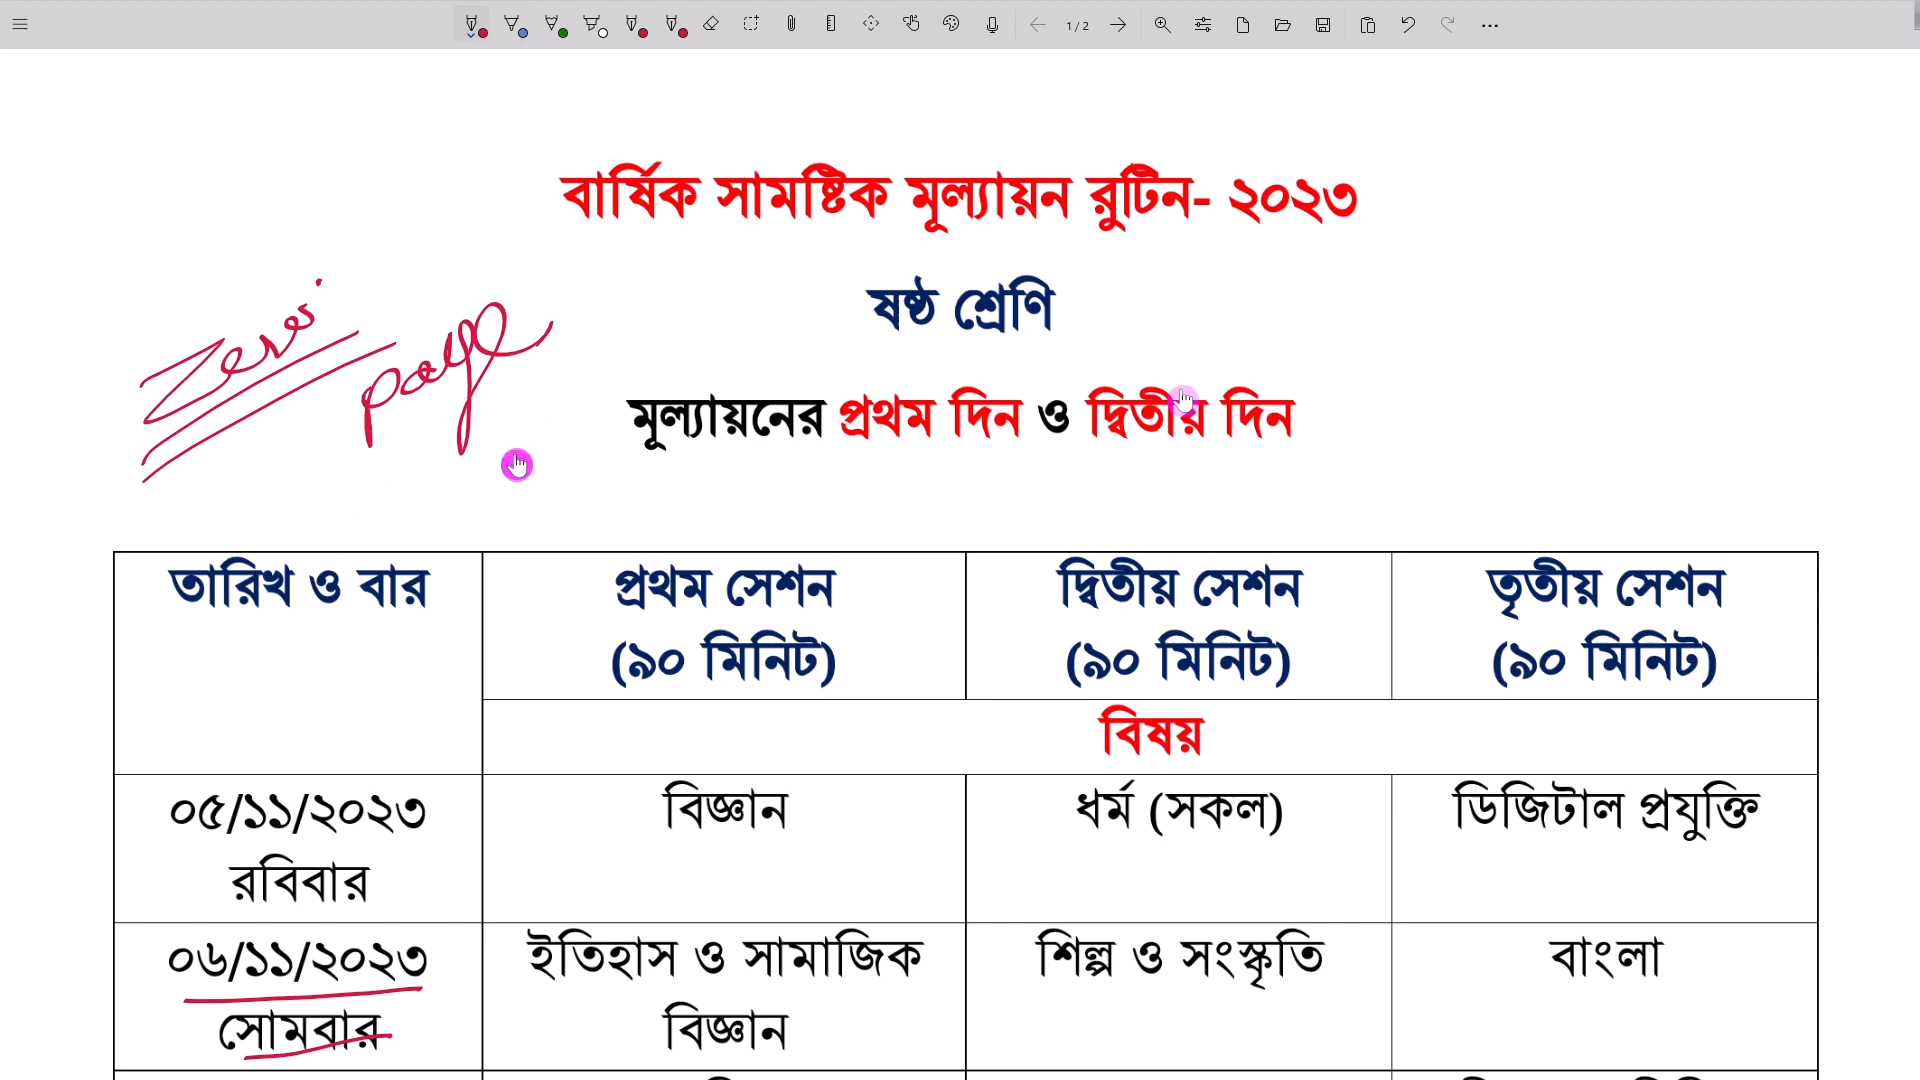 1 / 2
বার্ষিক সামষ্টিক মূল্যায়ন রুটিন- ২০২৩
ষষ্ঠ শ্রেণি
মূল্যায়নের প্রথম দিন ও দ্বিতীয় দিন
page
তারিখ ও বার
প্রথম সেশন
(৯০ মিনিট)
দ্বিতীয় সেশন
(৯০ মিনিট)
তৃতীয় সেশন
(৯০ মিনিট)
বিষয়
০৫/১১/২০২৩
রবিবার
বিজ্ঞান
ধর্ম (সকল)
ডিজিটাল প্রযুক্তি
০৬/১১/২০২৩
সোমবার
ইতিহাস ও সামাজিক
বিজ্ঞান
শিল্প ও সংস্কৃতি
বাংলা